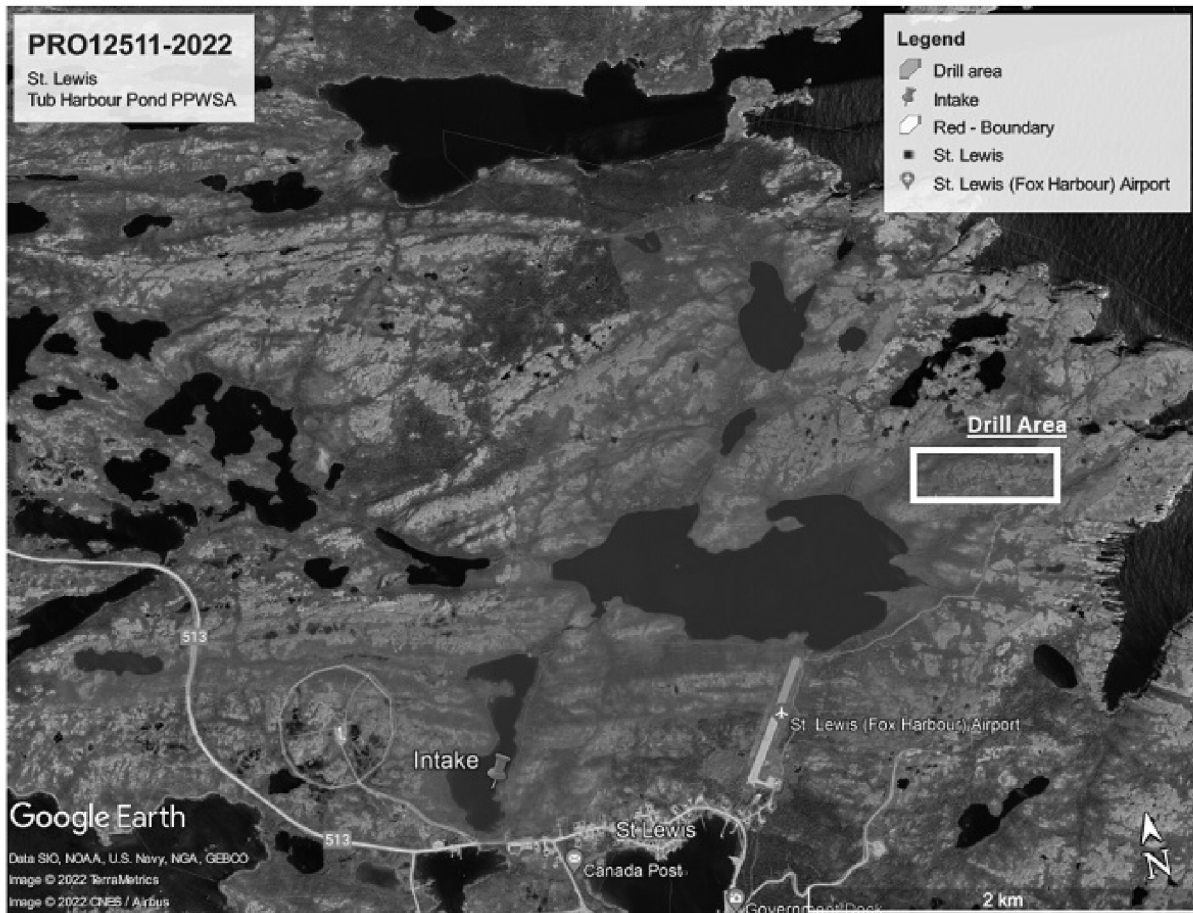 PRO12511-2022
St. Lewis
Tub Harbour Pond PPWSA
Legend
Drill area
Intake
Red - Boundary
St. Lewis
St. Lewis (Fox Harbour) Airport
Drill Area
513
St. Lewis (Fox Harbour) Airport
Intake
Google Earth
513
St Lewis
Data SIO, NOAA, U.S. Navy, NGA, GEBCO
Canada Post
Image © 2022 TerraMetrics
Image © 2022 CNES / Airbus
Government Dock
2 km
N